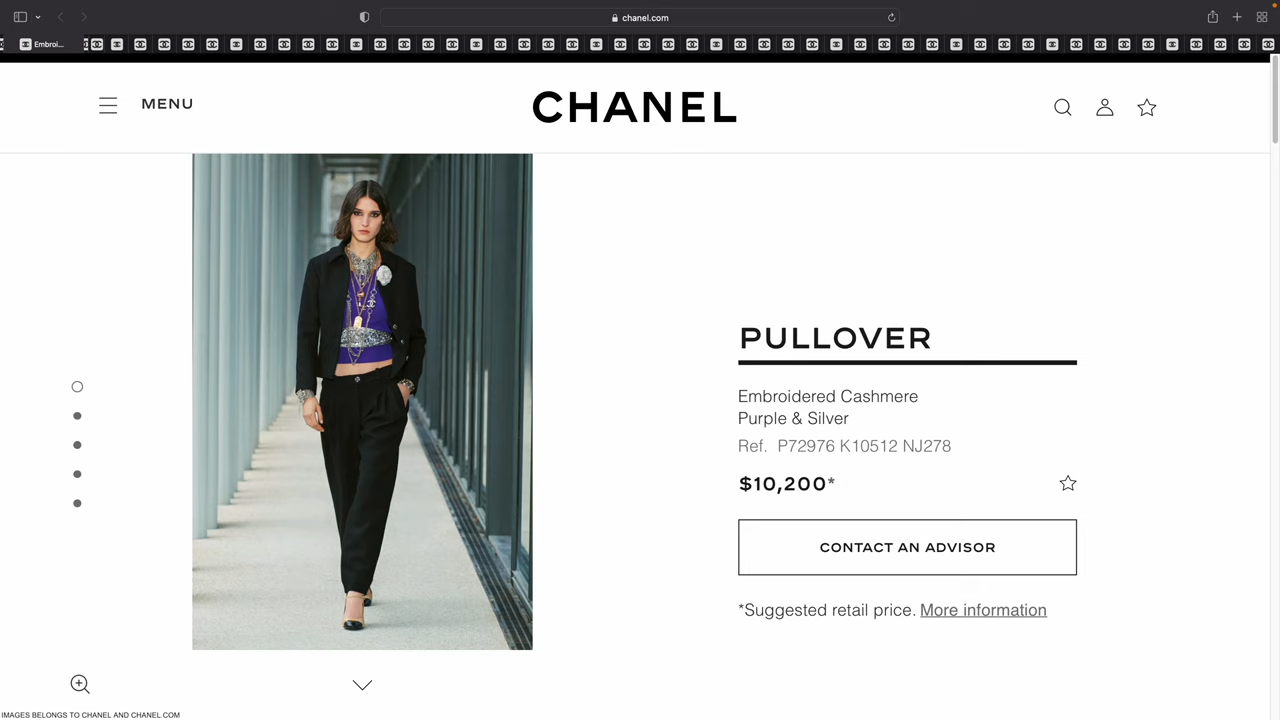 chanel.com
Embroi...
MENU
CHANEL
PULLOVER
Embroidered Cashmere
Purple & Silver
Ref. P72976 K10512 NJ278
$10,200*
CONTACT AN ADVISOR
*Suggested retail price. More information
IMAGES BELONGS TO CHANEL AND CHANEL.COM